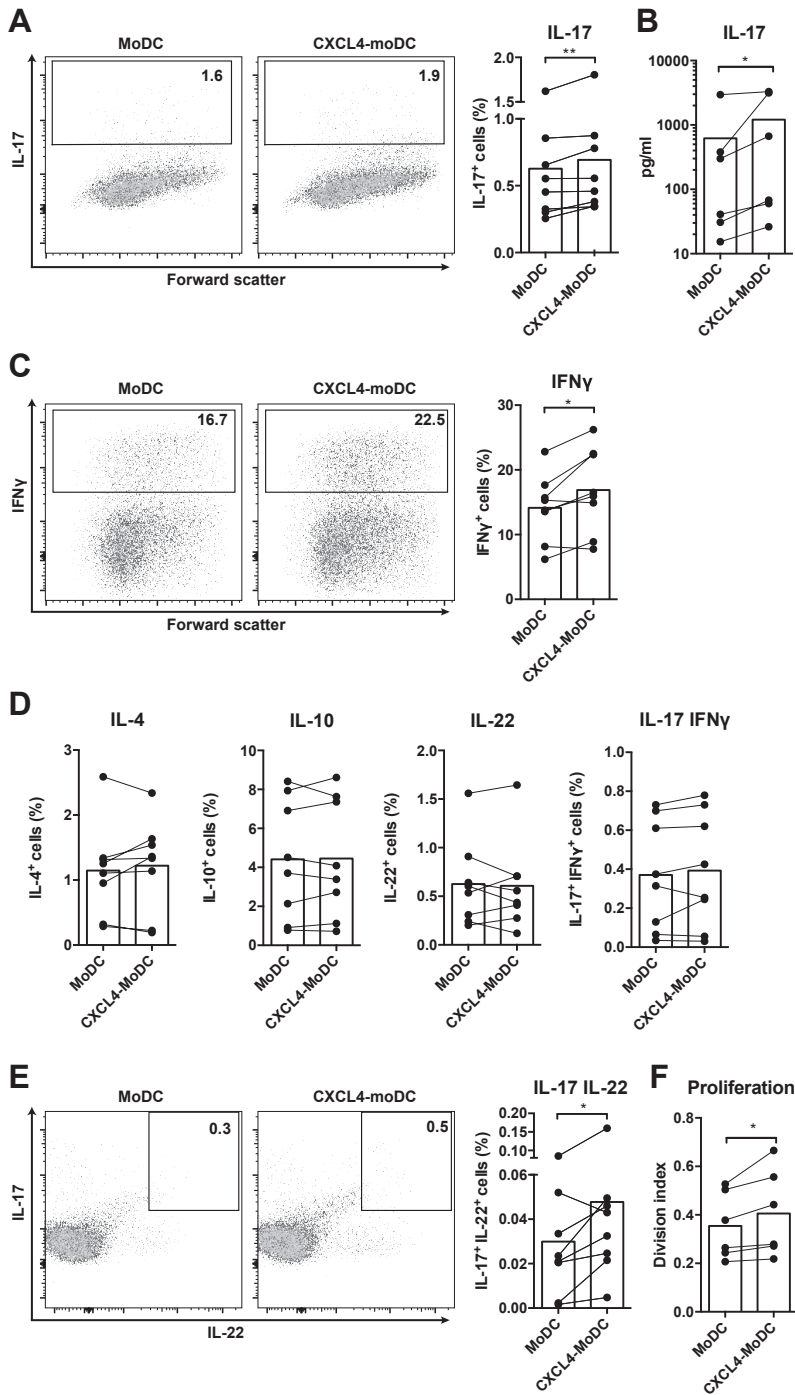 A
MoDC
CXCL4-moDC
1.6
1.9
IL-17
Forward scatter
IL-17
**
2.0
1.5
1.0
0.5
0.0
IL-17+ cells (%)
MoDC
CXCL4-MoDC
B
IL-17
*
10000
1000
100
10
pg/ml
MoDC
CXCL4-MoDC
C
MoDC
CXCL4-moDC
16.7
22.5
IFNγ
Forward scatter
IFNγ
*
30
20
10
0
IFNγ+ cells (%)
MoDC
CXCL4-MoDC
D
IL-4
3
2
1
0
IL-4+ cells (%)
MoDC
CXCL4-MoDC
IL-10
10
8
6
4
2
0
IL-10+ cells (%)
MoDC
CXCL4-MoDC
IL-22
2.0
1.5
1.0
0.5
0.0
IL-22+ cells (%)
MoDC
CXCL4-MoDC
IL-17 IFNγ
1.0
0.8
0.6
0.4
0.2
0.0
IL-17+ IFNγ+ cells (%)
MoDC
CXCL4-MoDC
E
MoDC
CXCL4-moDC
0.3
0.5
IL-17
IL-22
IL-17 IL-22
*
0.20
0.15
0.10
0.06
0.04
0.02
0.00
IL-17+ IL-22+ cells (%)
MoDC
CXCL4-MoDC
F
Proliferation
*
0.8
0.6
0.4
0.2
0.0
Division index
MoDC
CXCL4-MoDC